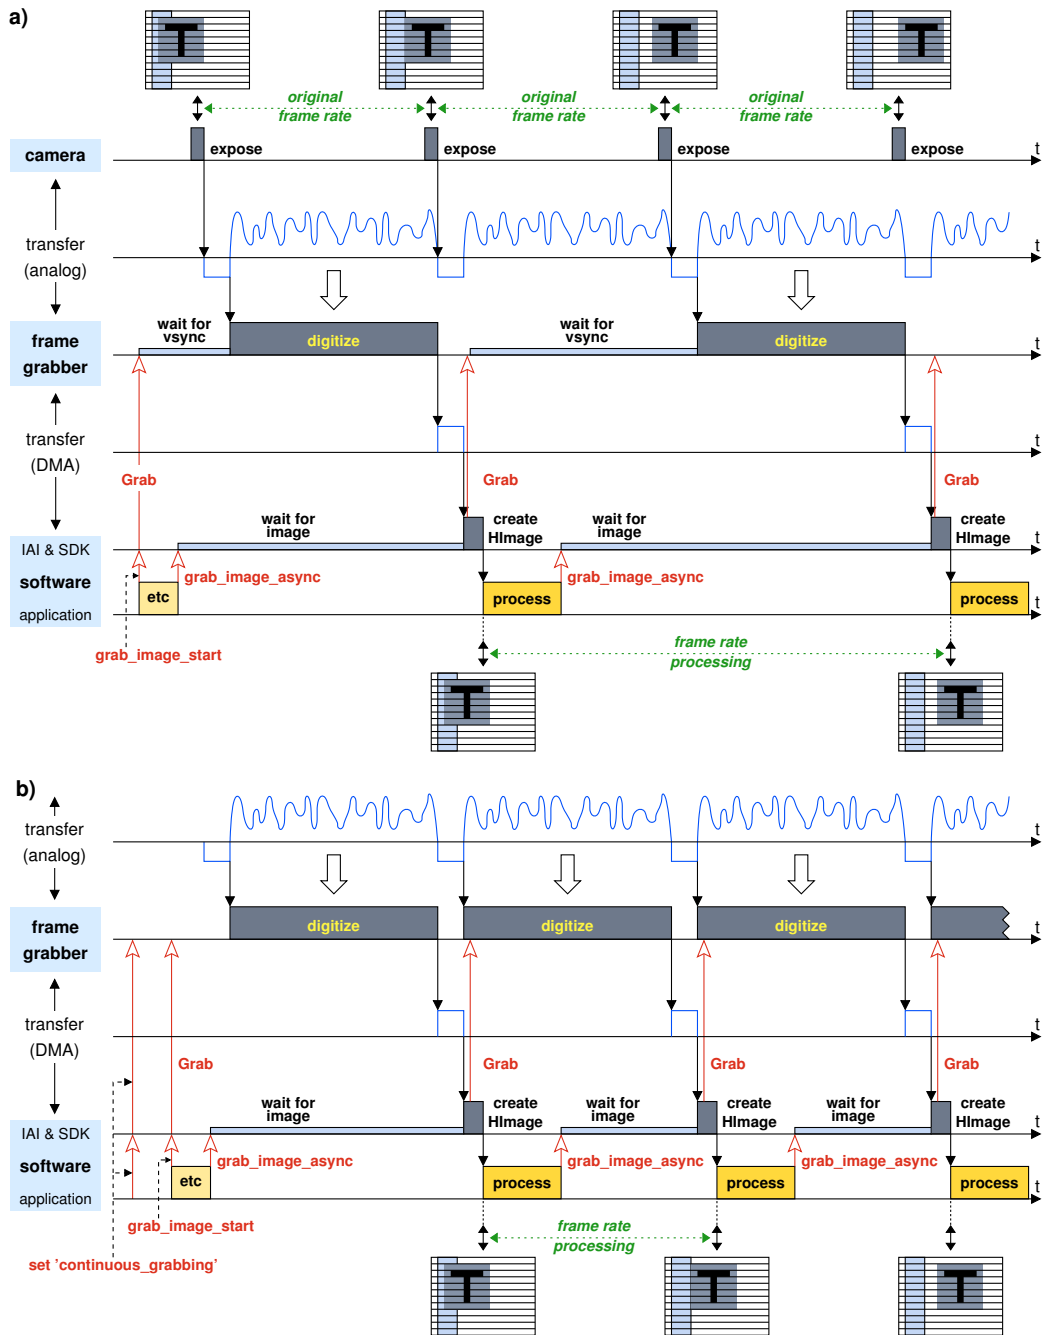 a)
original
frame rate
original
frame rate
original
frame rate
T
T
T
T
camera
expose
expose
expose
expose
t
transfer
(analog)
t
frame
grabber
wait for
vsync
digitize
wait for
vsync
digitize
t
transfer
(DMA)
t
Grab
Grab
Grab
IAI & SDK
software
application
wait for
image
create
HImage
wait for
image
create
HImage
t
etc
grab_image_async
process
grab_image_async
process
t
grab_image_start
frame rate
processing
T
T
b)
transfer
(analog)
t
frame
grabber
digitize
digitize
digitize
t
transfer
(DMA)
t
Grab
Grab
Grab
Grab
IAI & SDK
software
application
wait for
image
create
HImage
wait for
image
create
HImage
wait for
image
create
HImage
t
etc
grab_image_async
process
grab_image_async
process
grab_image_async
process
t
grab_image_start
set 'continuous_grabbing'
frame rate
processing
T
T
T